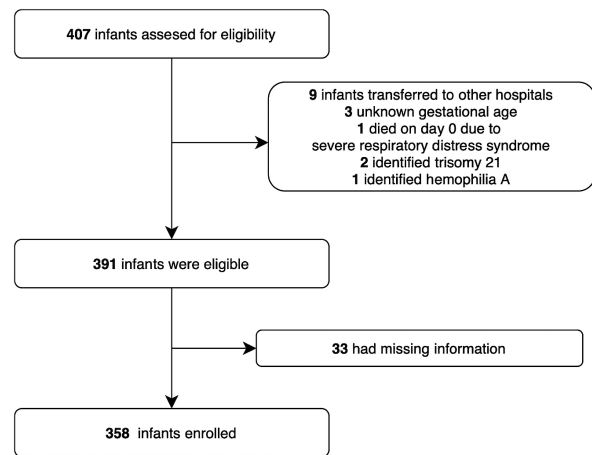 407 infants assesed for eligibility
9 infants transferred to other hospitals
3 unknown gestational age
1 died on day 0 due to
severe respiratory distress syndrome
2 identified trisomy 21
1 identified hemophilia A
391 infants were eligible
33 had missing information
358 infants enrolled